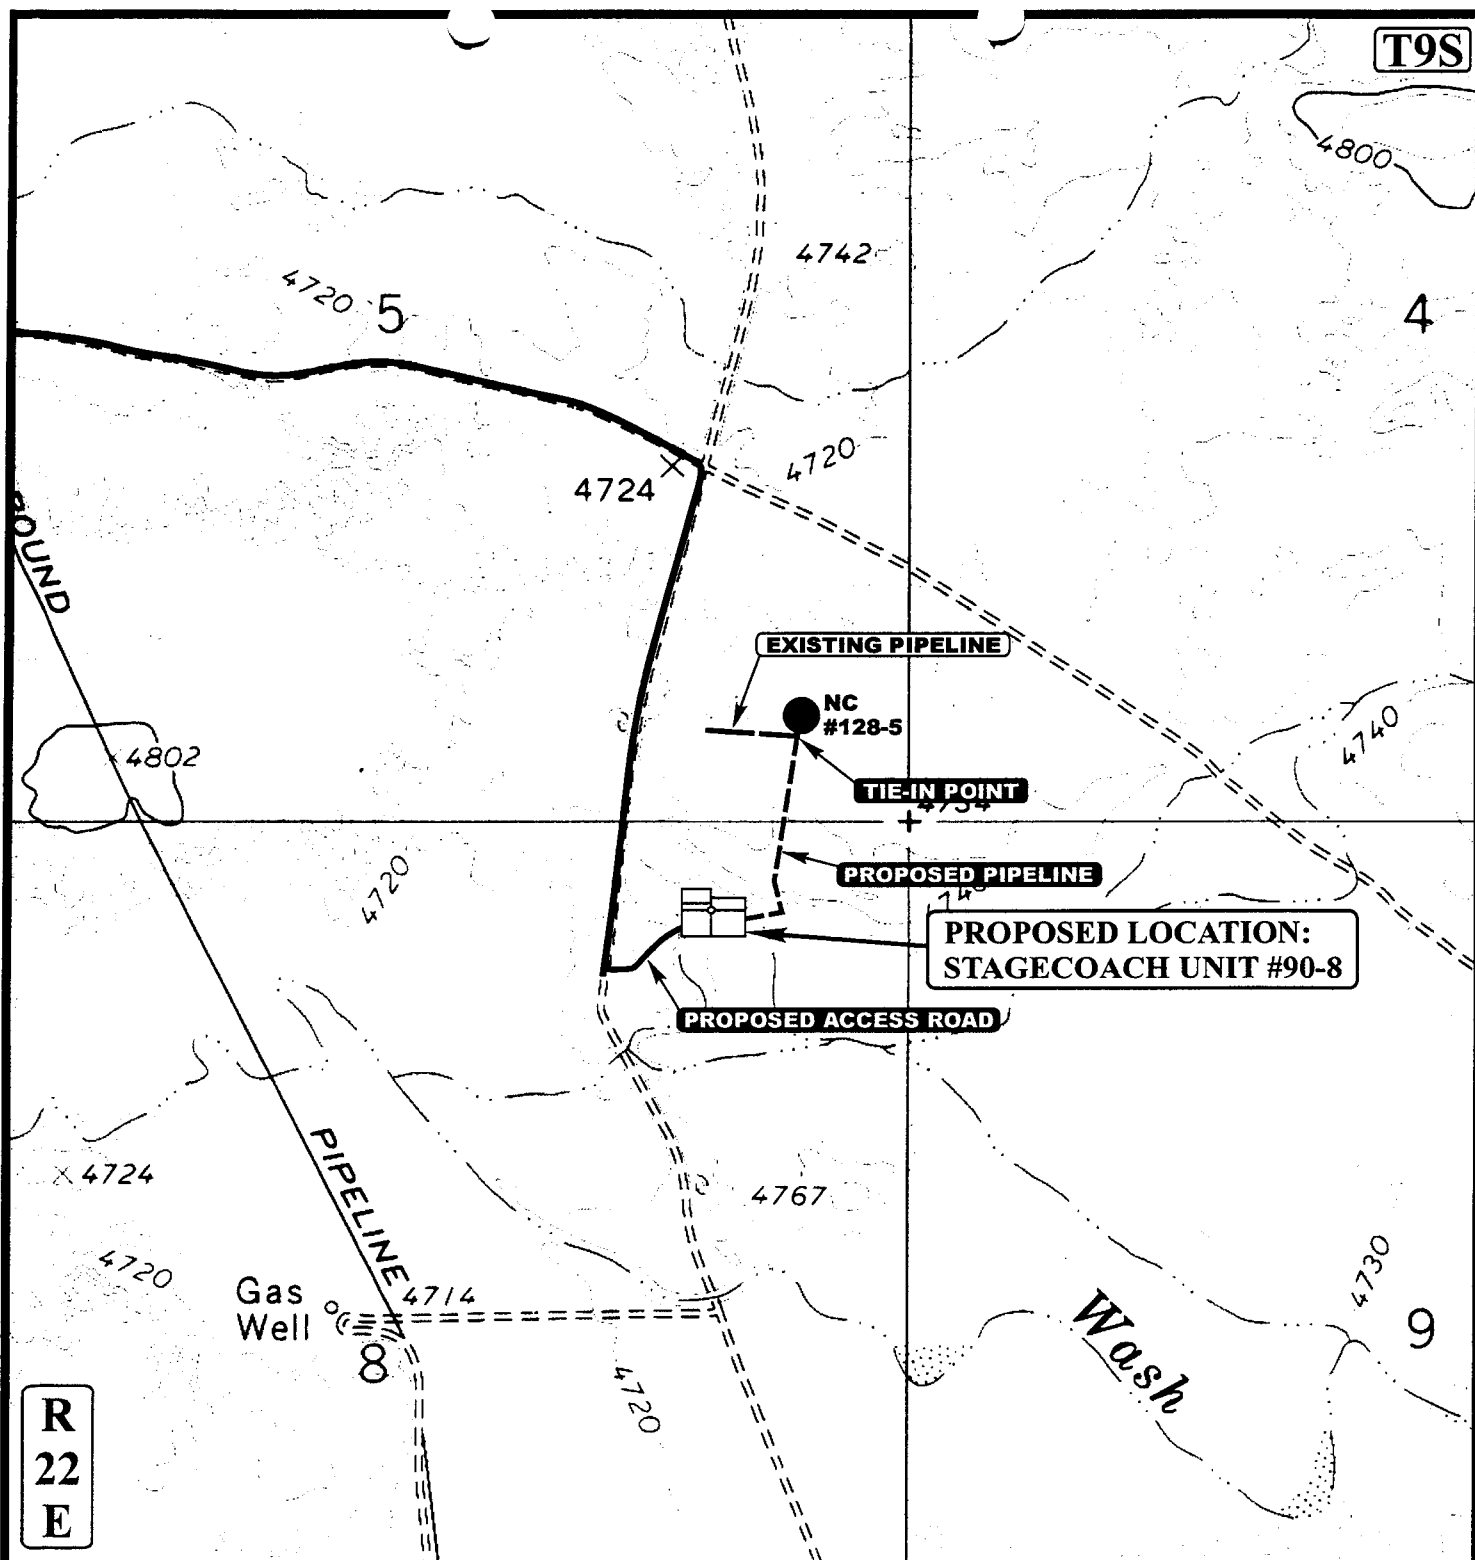 T9S
4800
4742
4720
5
4
4720
4724
EXISTING PIPELINE
NC
#128-5
4740
4802
TIE-IN POINT
PROPOSED PIPELINE
4720
PROPOSED LOCATION:
STAGECOACH UNIT #90-8
PROPOSED ACCESS ROAD
PIPELINE
4724
4767
4720
4730
Gas
Well
4714
Wash
9
8
4720
R
22
E